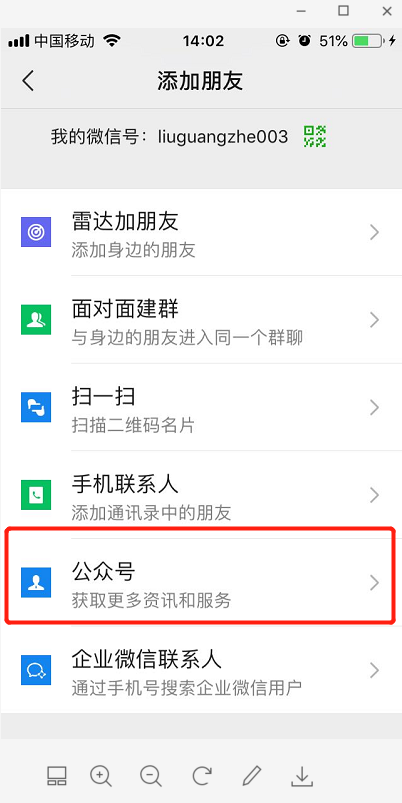 中国移动 14:02 51%
添加朋友
我的微信号：liuguangzhe003
雷达加朋友
添加身边的朋友
面对面建群
与身边的朋友进入同一个群聊
扫一扫
扫描二维码名片
手机联系人
添加通讯录中的朋友
公众号
获取更多资讯和服务
企业微信联系人
通过手机号搜索企业微信用户